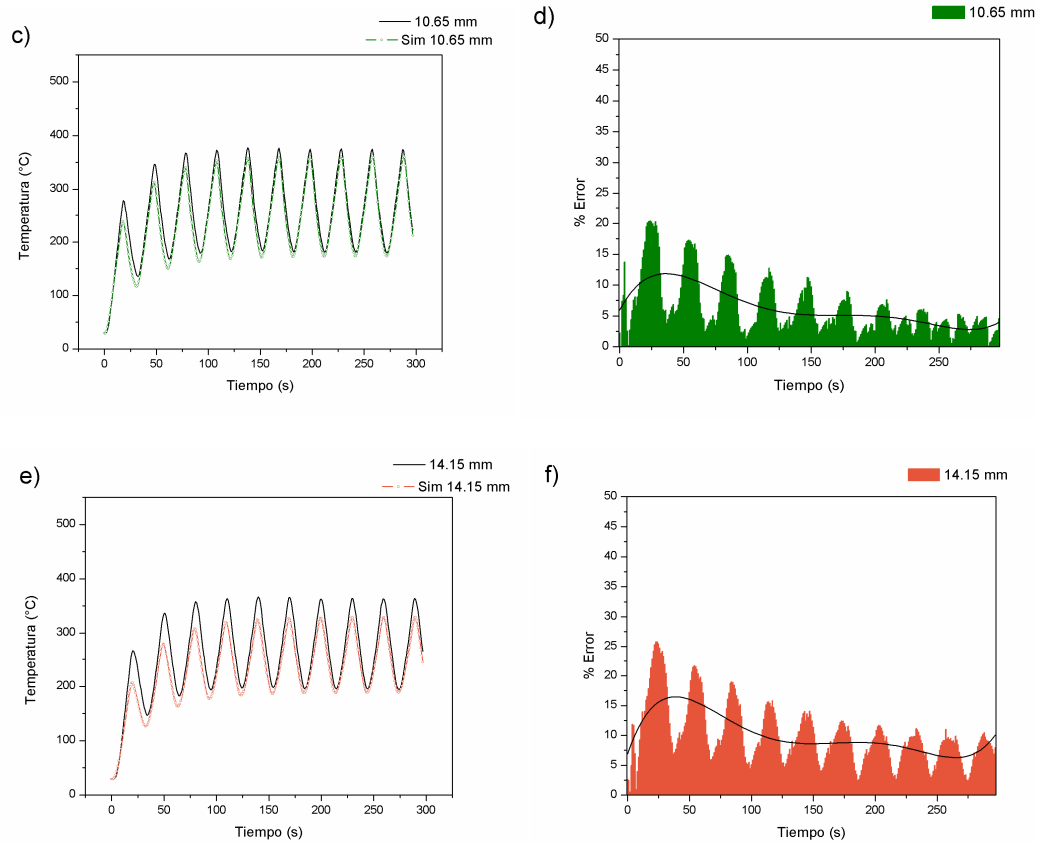 c)
10.65 mm
Sim 10.65 mm
500
400
300
200
100
0
Temperatura (°C)
0 50 100 150 200 250 300
Tiempo (s)
d)
10.65 mm
50
45
40
35
30
25
20
15
10
5
0
% Error
0 50 100 150 200 250
Tiempo (s)
e)
14.15 mm
Sim 14.15 mm
500
400
300
200
100
0
Temperatura (°C)
0 50 100 150 200 250 300
Tiempo (s)
f)
14.15 mm
50
45
40
35
30
25
20
15
10
5
0
% Error
0 50 100 150 200 250
Tiempo (s)